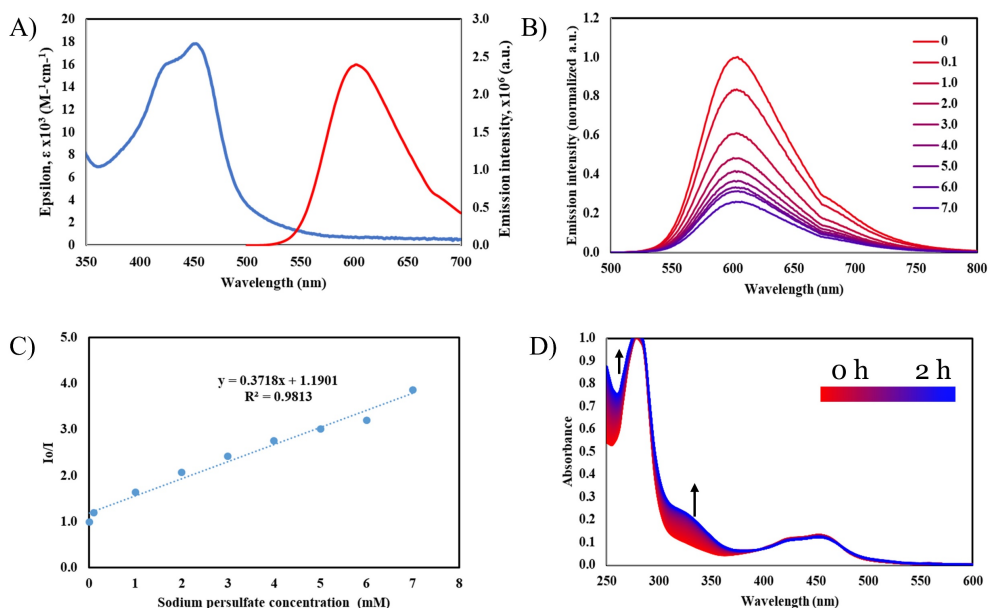 A)
20
18
16
14
12
10
8
6
4
2
0
Epsilon, ε x10³ (M⁻¹cm⁻¹)
350 400 450 500 550 600 650 700
Wavelength (nm)
3.0
2.5
2.0
1.5
1.0
0.5
0.0
Emission intensity, x10⁶ (a.u.)
B)
1.0
0.8
0.6
0.4
0.2
0.0
Emission intensity (normalized a.u.)
500 550 600 650 700 750 800
Wavelength (nm)
0
0.1
1.0
2.0
3.0
4.0
5.0
6.0
7.0
C)
5.0
4.0
3.0
2.0
1.0
0.0
Io/I
y = 0.3718x + 1.1901
R² = 0.9813
0 1 2 3 4 5 6 7 8
Sodium persulfate concentration (mM)
D)
1.0
0.9
0.8
0.7
0.6
0.5
0.4
0.3
0.2
0.1
0.0
Absorbance
0 h 2 h
250 300 350 400 450 500 550 600
Wavelength (nm)